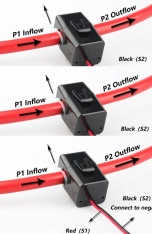 P2 Outflow
P1 Inflow
Black (S2)
P2 Outflow
P1 Inflow
Black (S2)
P2 Outflow
P1 Inflow
Black (S2)
Connect to nega
Red (S1)